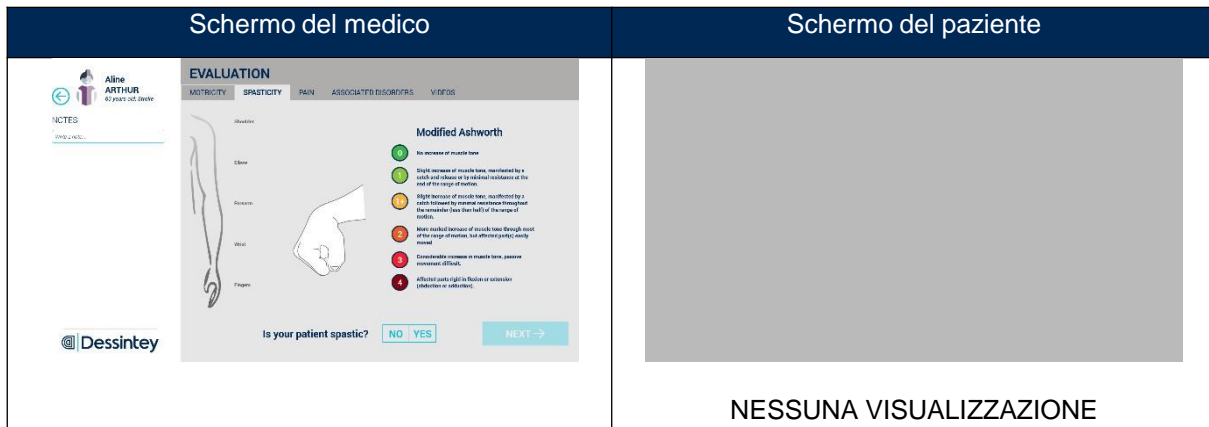 Schermo del medico
Schermo del paziente
Aline
ARTHUR
60 years old, Stroke
NOTES
Write a note...
EVALUATION
MOTRICITY SPASTICITY PAIN ASSOCIATED DISORDERS VIDEOS
Shoulder
Elbow
Forearm
Wrist
Fingers
Modified Ashworth
0 No increase of muscle tone
1 Slight increase of muscle tone, manifested by a
catch and release or by minimal resistance at the
end of the range of motion.
1+ Slight increase of muscle tone, manifested by a
catch followed by minimal resistance throughout
the remainder (less than half) of the range of
motion.
2 More marked increase of muscle tone through most
of the range of motion, but affected part(s) easily
moved
3 Considerable increase in muscle tone, passive
movement difficult.
4 Affected parts rigid in flexion or extension
(abduction or adduction).
Is your patient spastic? NO YES
NEXT →
Dessintey
NESSUNA VISUALIZZAZIONE